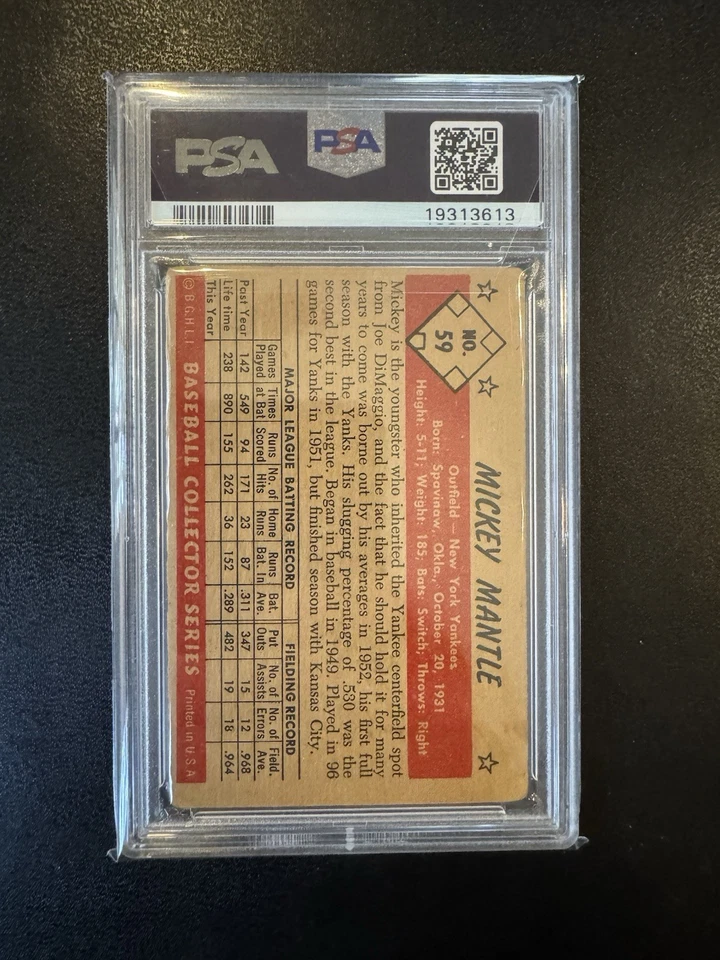 PSA
PSA
19313613
NO.
59
MICKEY MANTLE
Outfield — New York Yankees
Born: Spavinaw, Okla., October 20, 1931
Height: 5-11; Weight: 185; Bats: Switch; Throws: Right
Mickey is the youngster who inherited the Yankee centerfield spot
from Joe DiMaggio, and the fact that he should hold it for many
years to come was borne out by his averages in 1952, his first full
season with the Yanks. His slugging percentage of .530 was the
second best in the league. Began in baseball in 1949. Played in 96
games for Yanks in 1951, but finished season with Kansas City.
MAJOR LEAGUE BATTING RECORD FIELDING RECORD
Games Times Runs No. of Home Runs Bat. Put No. of No. of Field.
Played at Bat Scored Hits Runs Bat. In Ave. Outs Assists Errors Ave.
Past Year 142 549 94 171 23 87 .311 347 15 12 .968
Life time 238 890 155 262 36 152 .289 482 19 18 .964
This Year
© B.G.H.L.I. BASEBALL COLLECTOR SERIES Printed in U.S.A